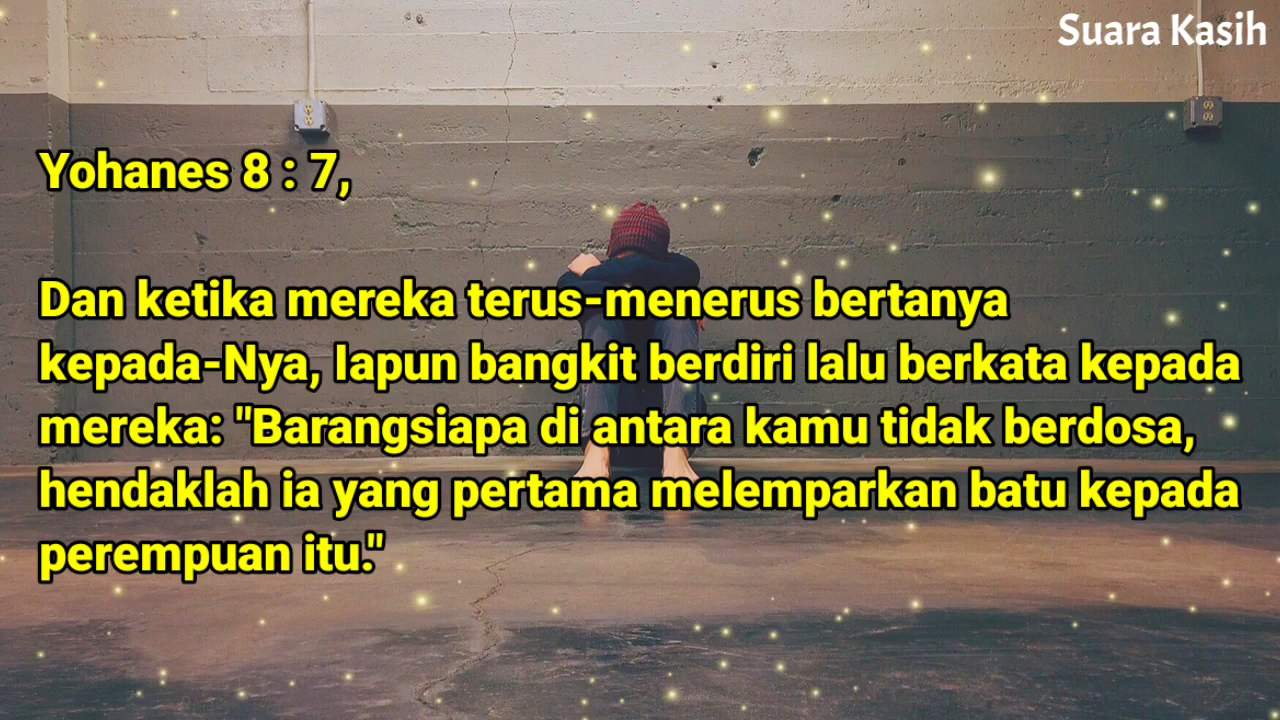 Suara Kasih
Yohanes 8 : 7,
Dan ketika mereka terus-menerus bertanya
kepada-Nya, Iapun bangkit berdiri lalu berkata kepada
mereka: "Barangsiapa di antara kamu tidak berdosa,
hendaklah ia yang pertama melemparkan batu kepada
perempuan itu."